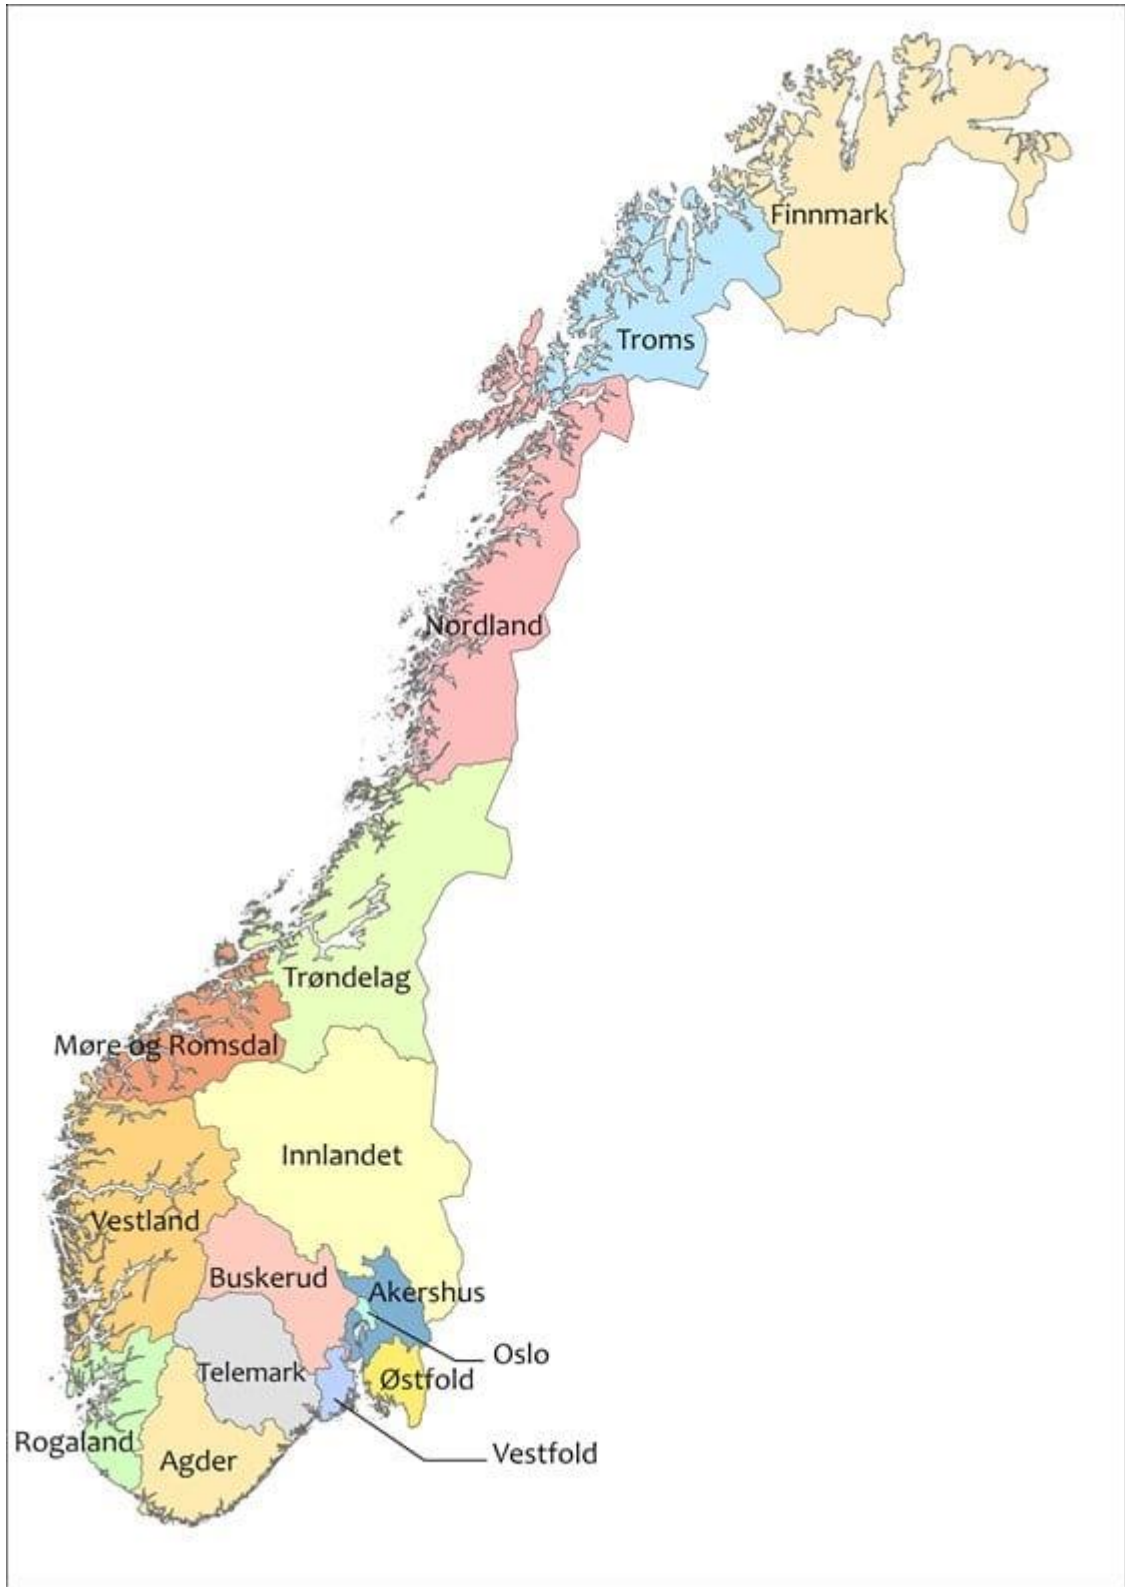 Finnmark
Troms
Nordland
Trøndelag
Møre og Romsdal
Innlandet
Vestland
Buskerud
Akershus
Oslo
Telemark
Østfold
Rogaland
Agder
Vestfold